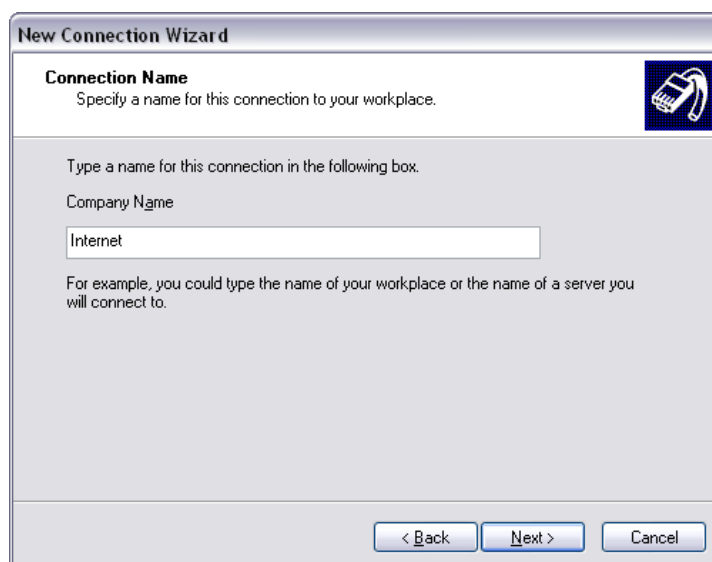 New Connection Wizard
Connection Name
Specify a name for this connection to your workplace.
Type a name for this connection in the following box.
Company Name
Internet
For example, you could type the name of your workplace or the name of a server you
will connect to.
< Back
Next >
Cancel